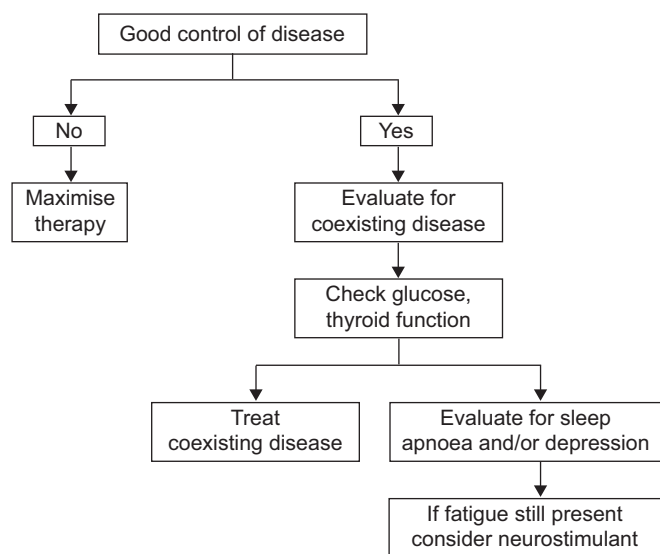 Good control of disease
No
Yes
Maximise
therapy
Evaluate for
coexisting disease
Check glucose,
thyroid function
Treat
coexisting disease
Evaluate for sleep
apnoea and/or depression
If fatigue still present
consider neurostimulant